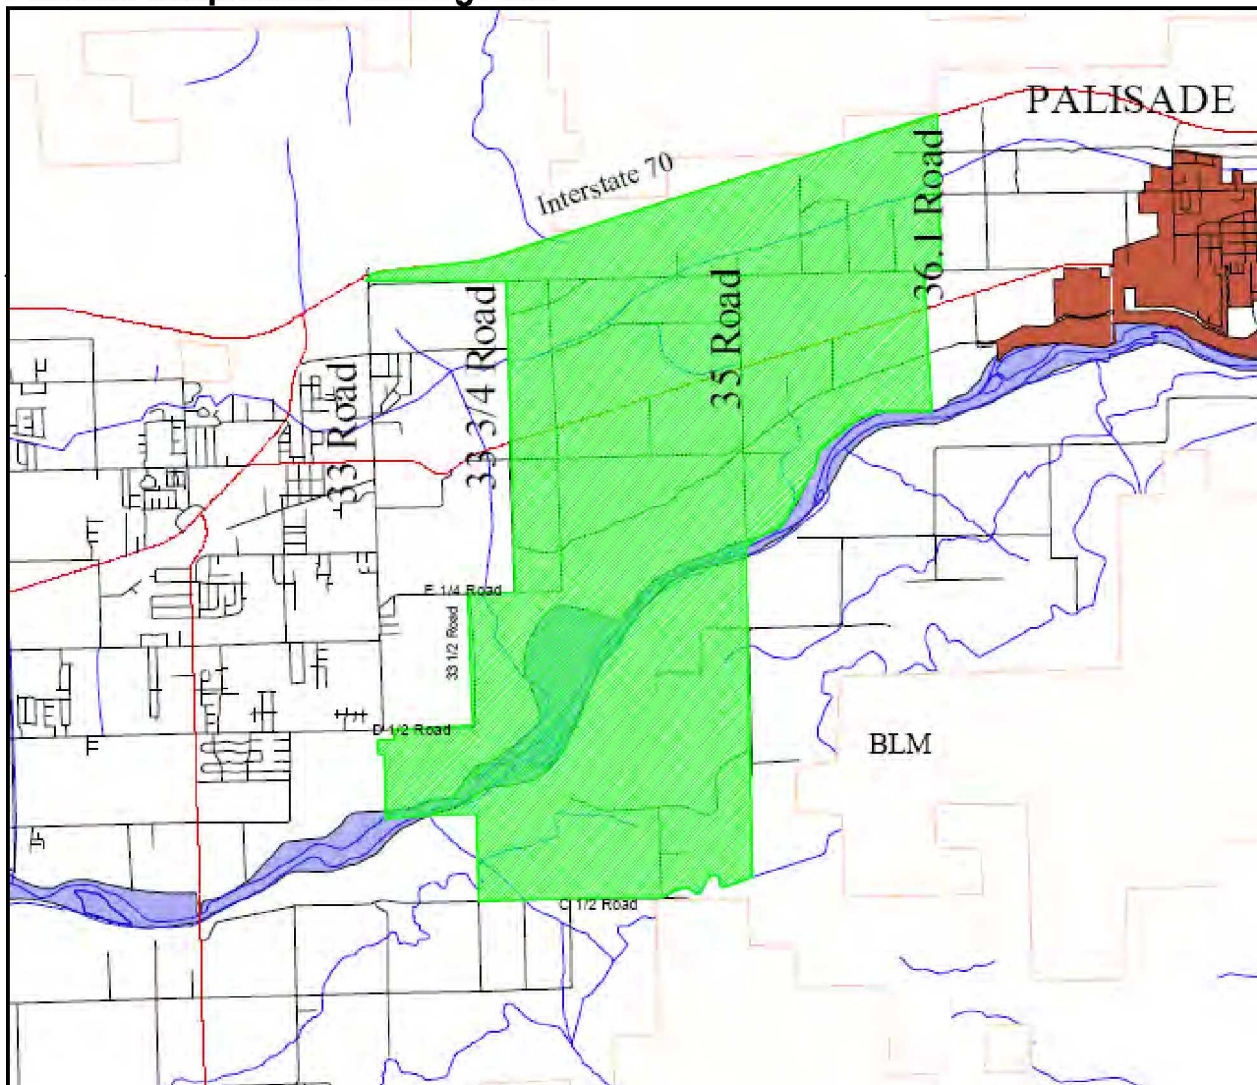 PALISADE
Interstate 70
36.1 Road
35 Road
33 3/4 Road
33 Road
E 1/4 Road
33 1/2 Road
D 1/2 Road
BLM
C 1/2 Road